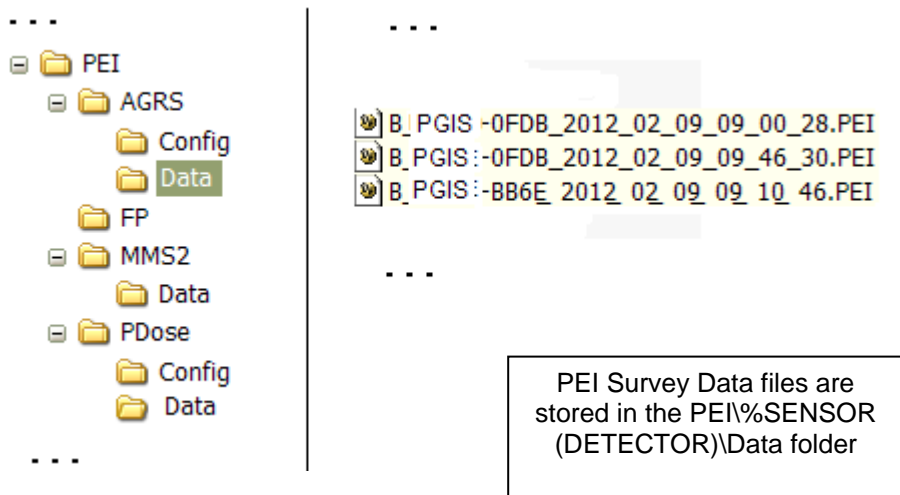 - - -
PEI
AGRS
Config
Data
FP
MMS2
Data
PDose
Config
Data
- - -
- - -
B_PGIS-0FDB_2012_02_09_09_00_28.PEI
B_PGIS:-0FDB_2012_02_09_09_46_30.PEI
B_PGIS:-BB6E_2012_02_09_09_10_46.PEI
- - -
PEI Survey Data files are
stored in the PEI\%SENSOR
(DETECTOR)\Data folder